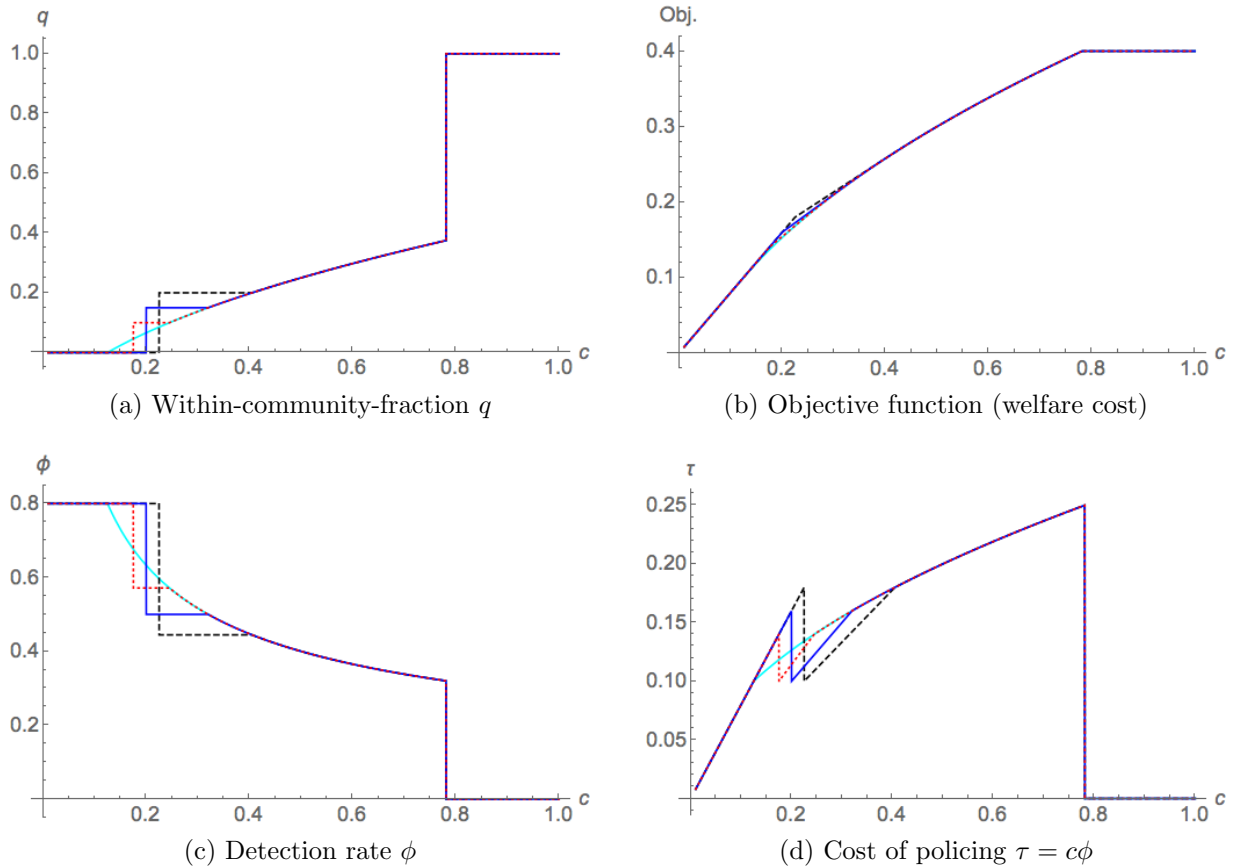 q
1.0
0.8
0.6
0.4
0.2
0.2 0.4 0.6 0.8 1.0 c
(a) Within-community-fraction q
Obj.
0.4
0.3
0.2
0.1
0.2 0.4 0.6 0.8 1.0 c
(b) Objective function (welfare cost)
ϕ
0.8
0.6
0.4
0.2
0.2 0.4 0.6 0.8 1.0 c
(c) Detection rate ϕ
τ
0.25
0.20
0.15
0.10
0.05
0.2 0.4 0.6 0.8 1.0 c
(d) Cost of policing τ = cϕ